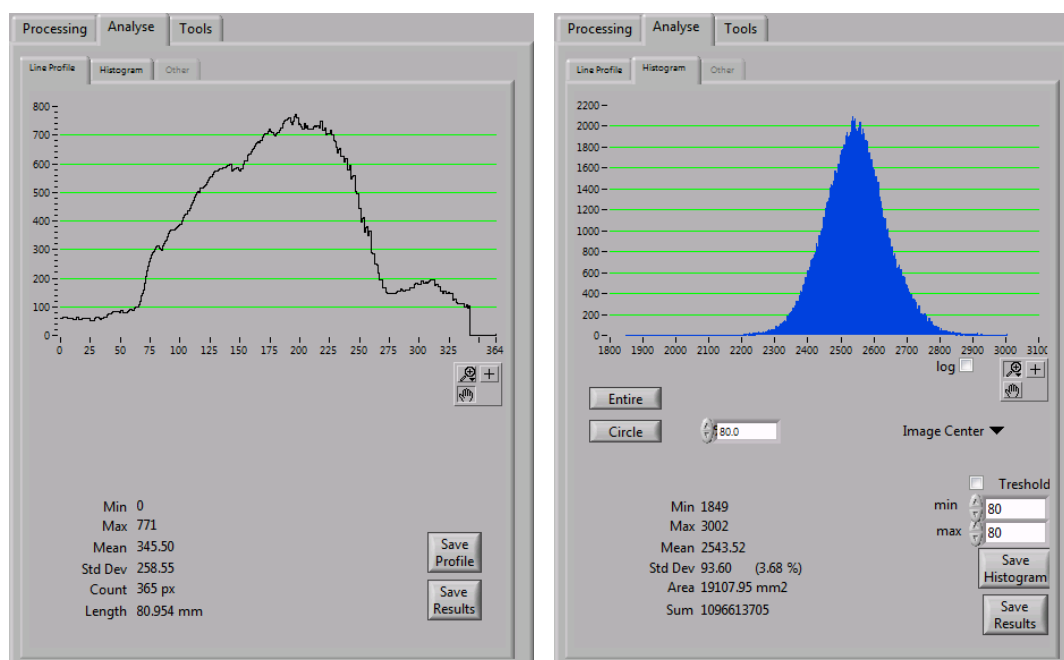 Processing Analyse Tools
Line Profile Histogram Other
800
700
600
500
400
300
200
100
0
0 25 50 75 100 125 150 175 200 225 250 275 300 325 364
Min 0
Max 771
Mean 345.50
Std Dev 258.55
Count 365 px
Length 80.954 mm
Save
Profile
Save
Results
Processing Analyse Tools
Line Profile Histogram Other
2200
2000
1800
1600
1400
1200
1000
800
600
400
200
0
1800 1900 2000 2100 2200 2300 2400 2500 2600 2700 2800 2900 3000 3100
log
Entire
Circle 80.0 Image Center
Treshold
min 80
max 80
Min 1849
Max 3002
Mean 2543.52
Std Dev 93.60 (3.68 %)
Area 19107.95 mm2
Sum 1096613705
Save
Histogram
Save
Results